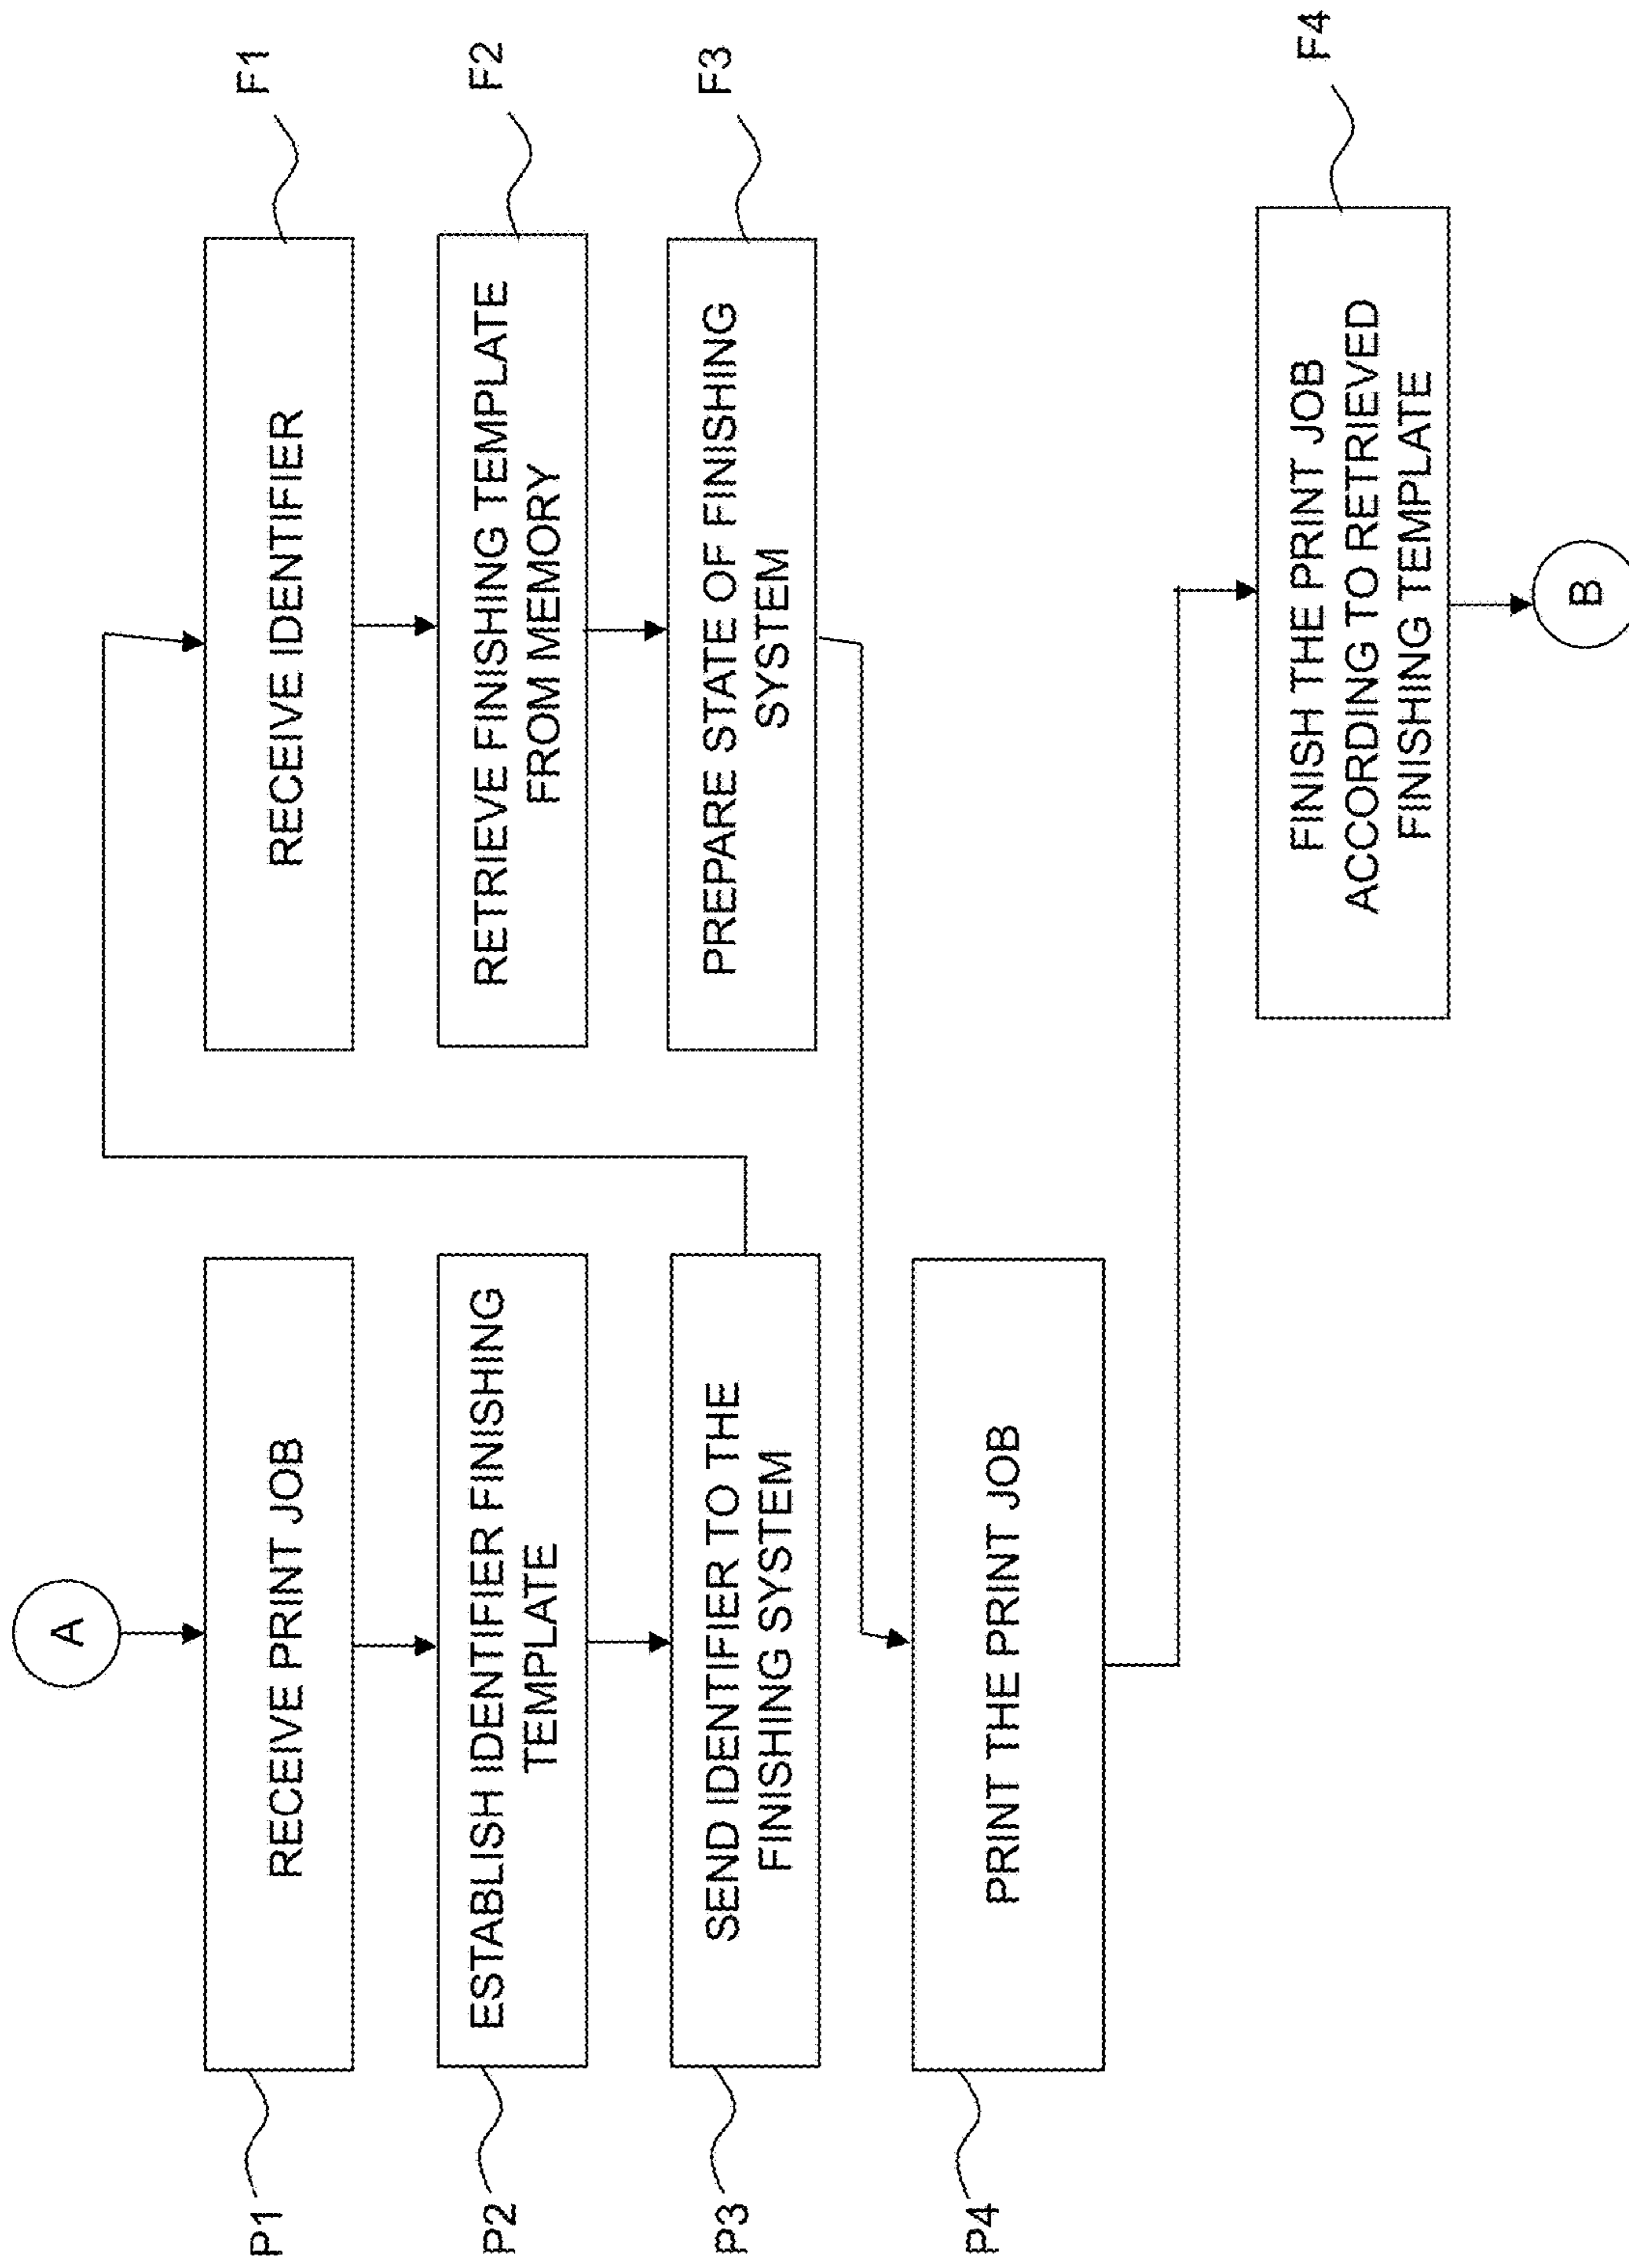 A
P1
RECEIVE PRINT JOB
P2
ESTABLISH IDENTIFIER FINISHING
TEMPLATE
P3
SEND IDENTIFIER TO THE
FINISHING SYSTEM
P4
PRINT THE PRINT JOB
RECEIVE IDENTIFIER
F1
RETRIEVE FINISHING TEMPLATE
FROM MEMORY
F2
PREPARE STATE OF FINISHING
SYSTEM
F3
FINISH THE PRINT JOB
ACCORDING TO RETRIEVED
FINISHING TEMPLATE
F4
B